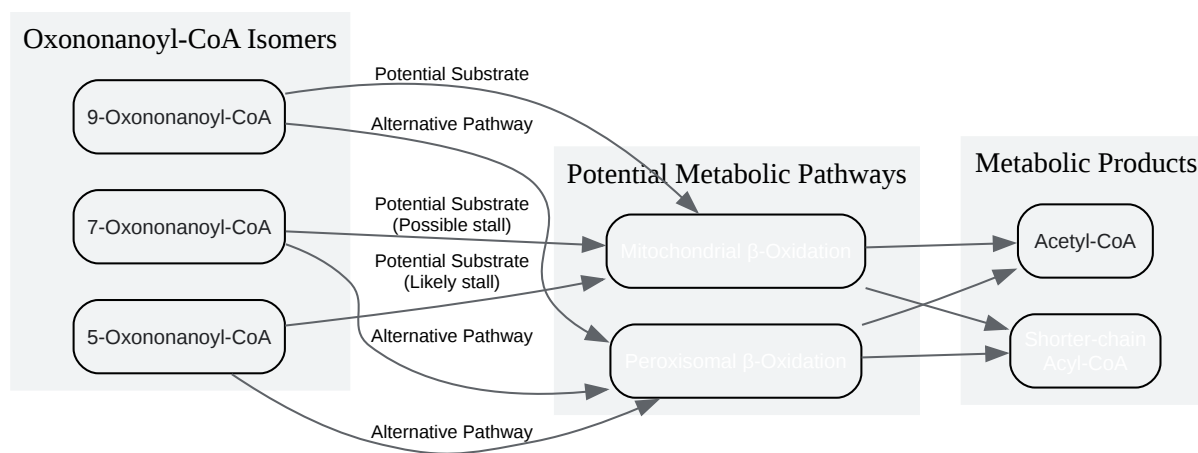 Oxononanoyl-CoA Isomers
9-Oxononanoyl-CoA
7-Oxononanoyl-CoA
5-Oxononanoyl-CoA
Potential Substrate
Alternative Pathway
Potential Substrate
(Possible stall)
Potential Substrate
(Likely stall)
Alternative Pathway
Alternative Pathway
Potential Metabolic Pathways
Mitochondrial β-Oxidation
Peroxisomal β-Oxidation
Metabolic Products
Acetyl-CoA
Shorter-chain
Acyl-CoA